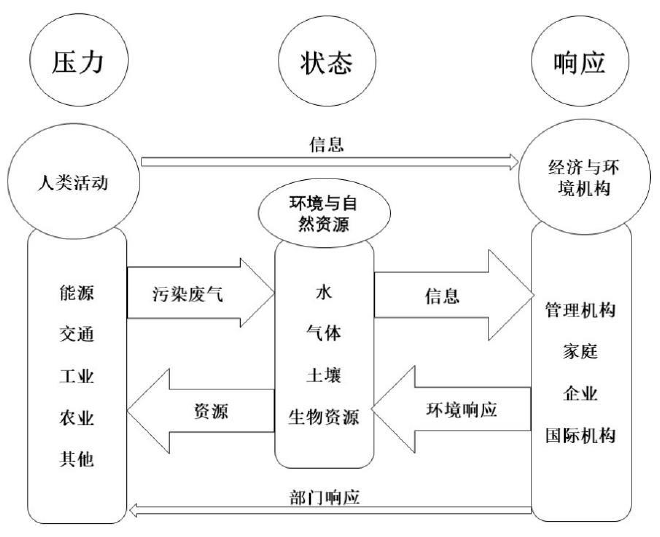 压力
状态
响应
信息
人类活动
经济与环
境机构
环境与自
然资源
能源
交通
工业
农业
其他
污染废气
资源
水
气体
土壤
生物资源
信息
环境响应
管理机构
家庭
企业
国际机构
部门响应